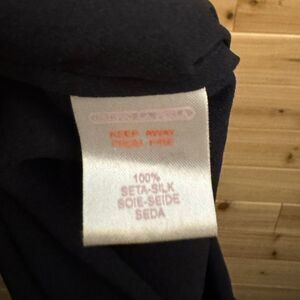 KEEP AWAY
FROM FIRE
100%
SETA-SILK
SOIE-SEIDE
SEDA